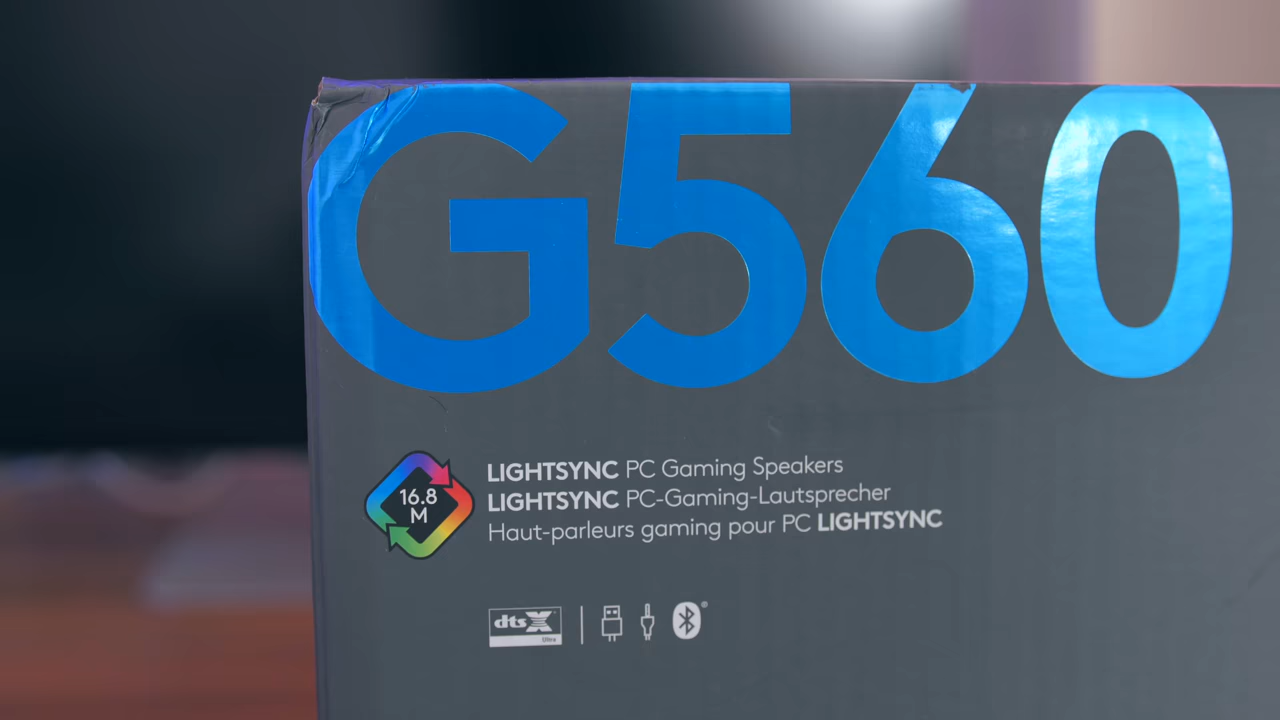 G560
16.8
M
LIGHTSYNC PC Gaming Speakers
LIGHTSYNC PC-Gaming-Lautsprecher
Haut-parleurs gaming pour PC LIGHTSYNC
dts X
Ultra